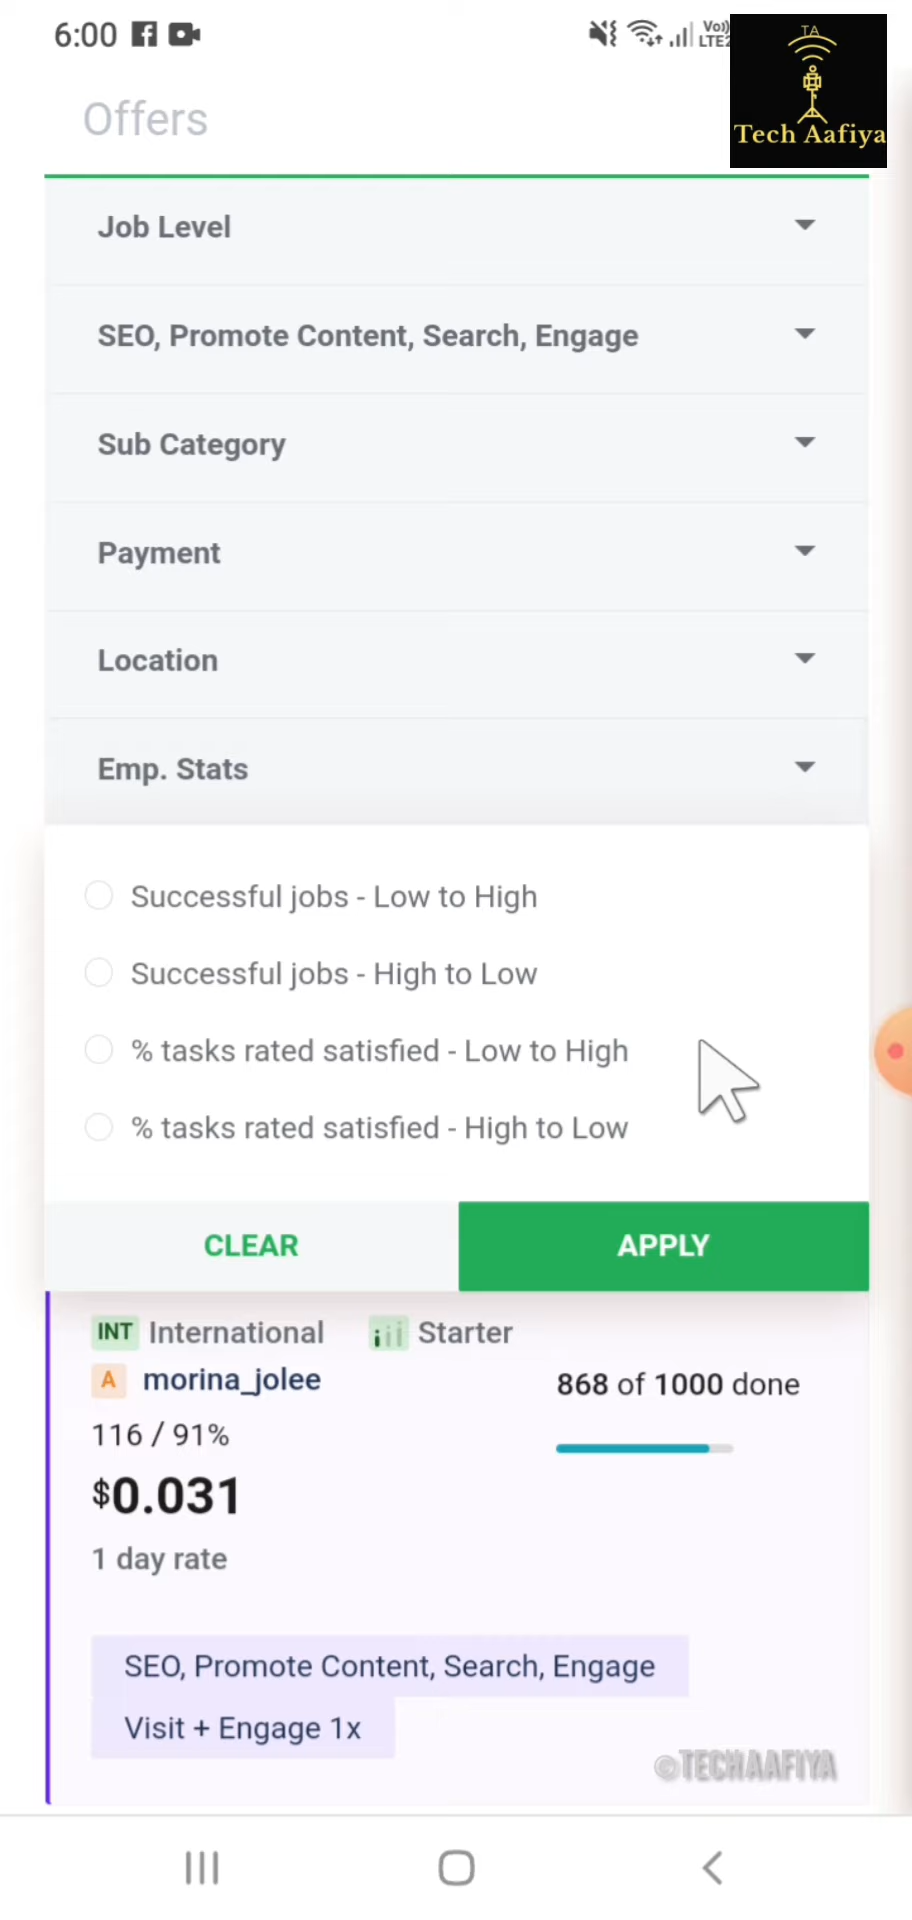 6:00
Vo))
LTE2
TA
Tech Aafiya
Offers
Job Level
SEO, Promote Content, Search, Engage
Sub Category
Payment
Location
Emp. Stats
Successful jobs - Low to High
Successful jobs - High to Low
% tasks rated satisfied - Low to High
% tasks rated satisfied - High to Low
CLEAR
APPLY
INT International
Starter
A morina_jolee
868 of 1000 done
116 / 91%
$0.031
1 day rate
SEO, Promote Content, Search, Engage
Visit + Engage 1x
©TECHAAFIYA